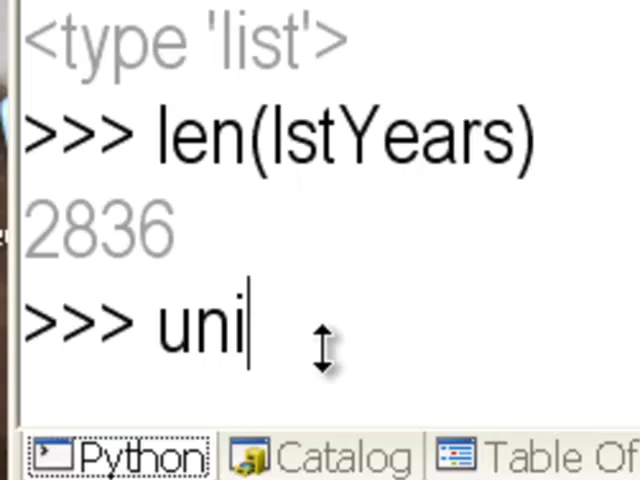 <type 'list'>
>>> len(lstYears)
2836
>>> uni
Python Catalog Table Of